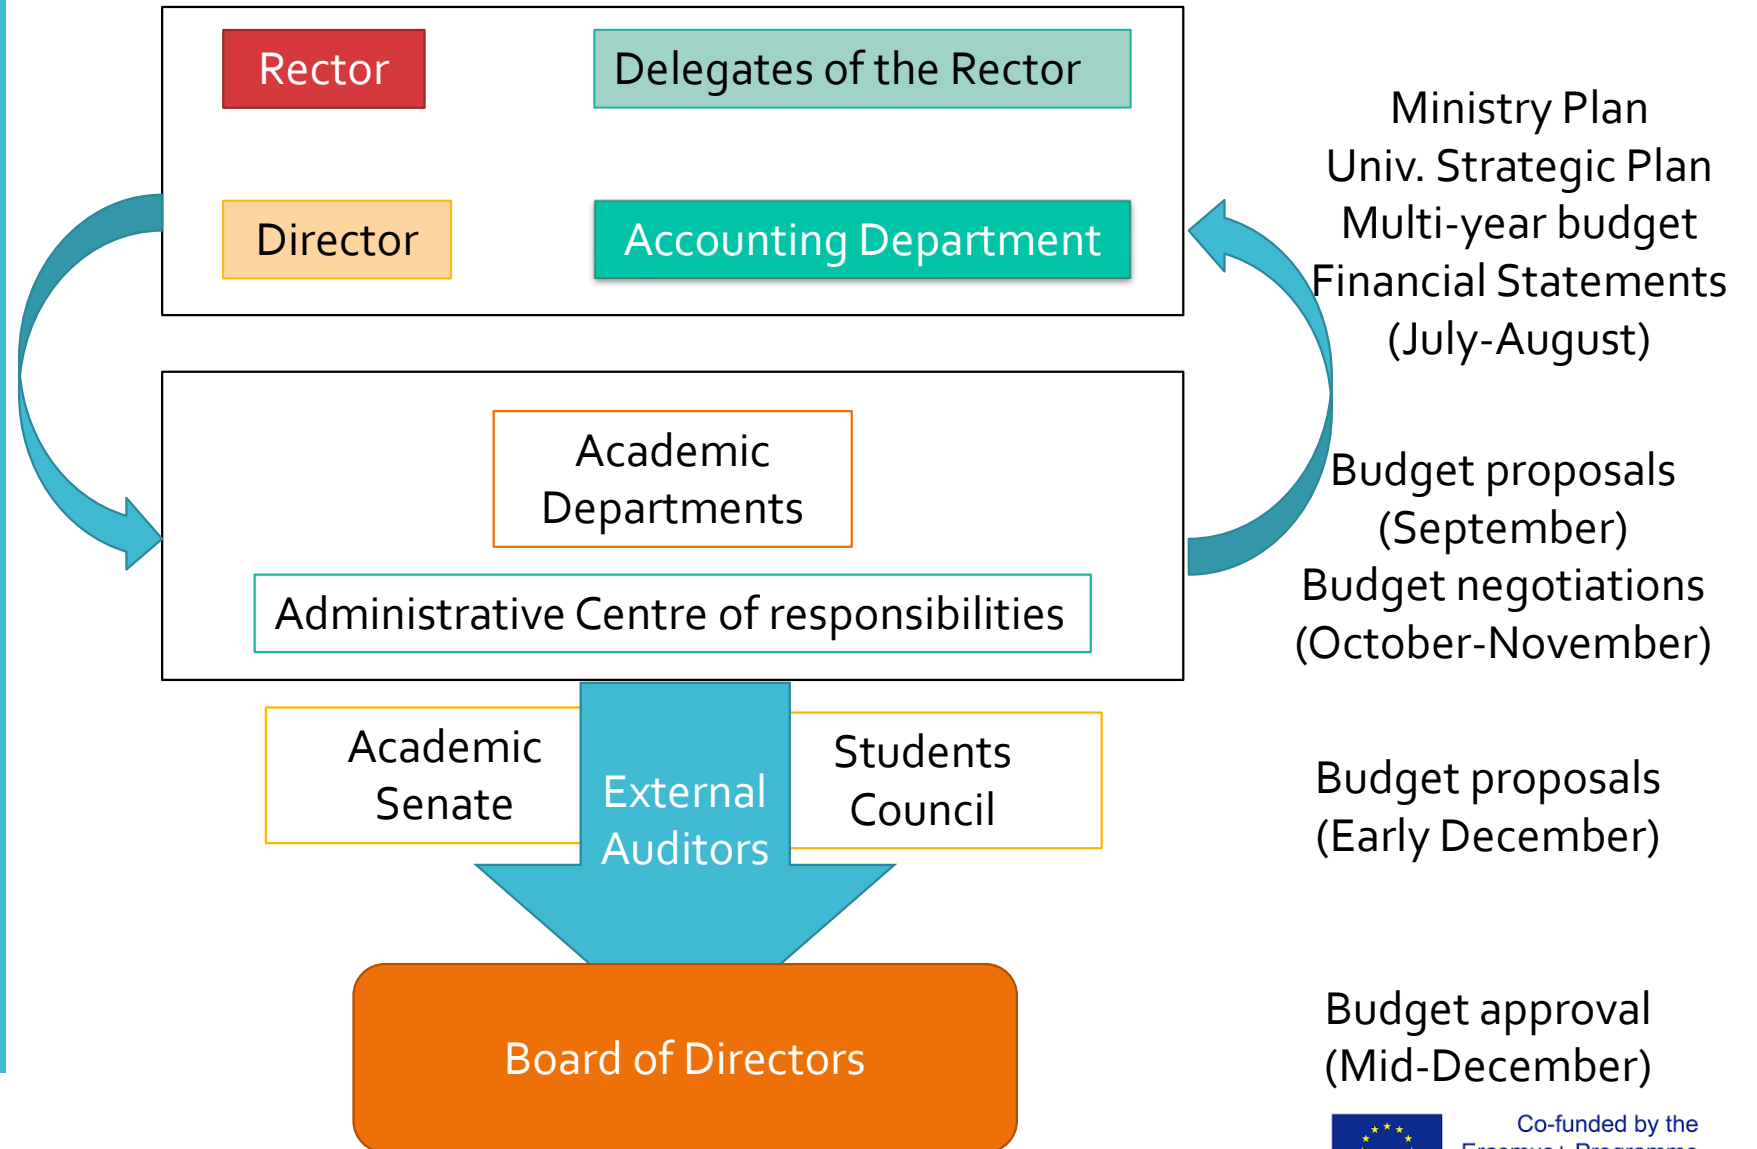 Rector
Delegates of the Rector
Director
Accounting Department
Ministry Plan
Univ. Strategic Plan
Multi-year budget
Financial Statements
(July-August)
Academic
Departments
Administrative Centre of responsibilities
Budget proposals
(September)
Budget negotiations
(October-November)
Academic
Senate
External
Auditors
Students
Council
Budget proposals
(Early December)
Board of Directors
Budget approval
(Mid-December)
Co-funded by the
Erasmus+ Programme